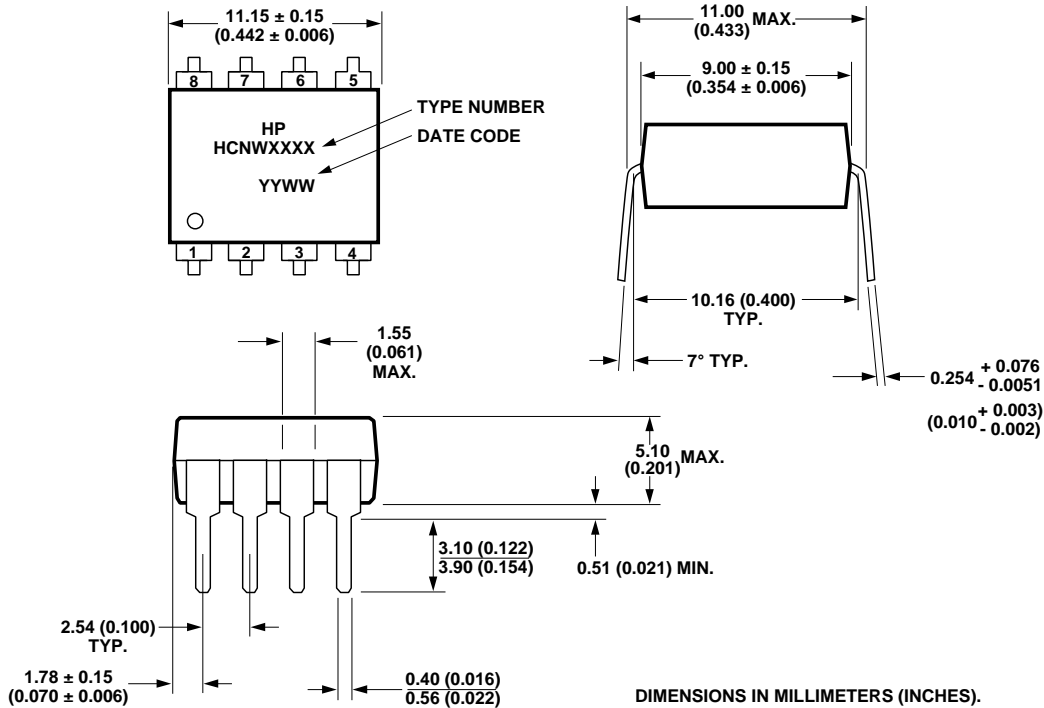 11.15 ± 0.15
(0.442 ± 0.006)
8 7 6 5
HP
HCNWXXXX
YYWW
TYPE NUMBER
DATE CODE
1 2 3 4
11.00
(0.433)
MAX.
9.00 ± 0.15
(0.354 ± 0.006)
10.16 (0.400)
TYP.
7° TYP.
0.254 + 0.076
- 0.0051
(0.010 + 0.003)
- 0.002)
1.55
(0.061)
MAX.
5.10
(0.201)
MAX.
3.10 (0.122)
3.90 (0.154)
0.51 (0.021) MIN.
2.54 (0.100)
TYP.
1.78 ± 0.15
(0.070 ± 0.006)
0.40 (0.016)
0.56 (0.022)
DIMENSIONS IN MILLIMETERS (INCHES).